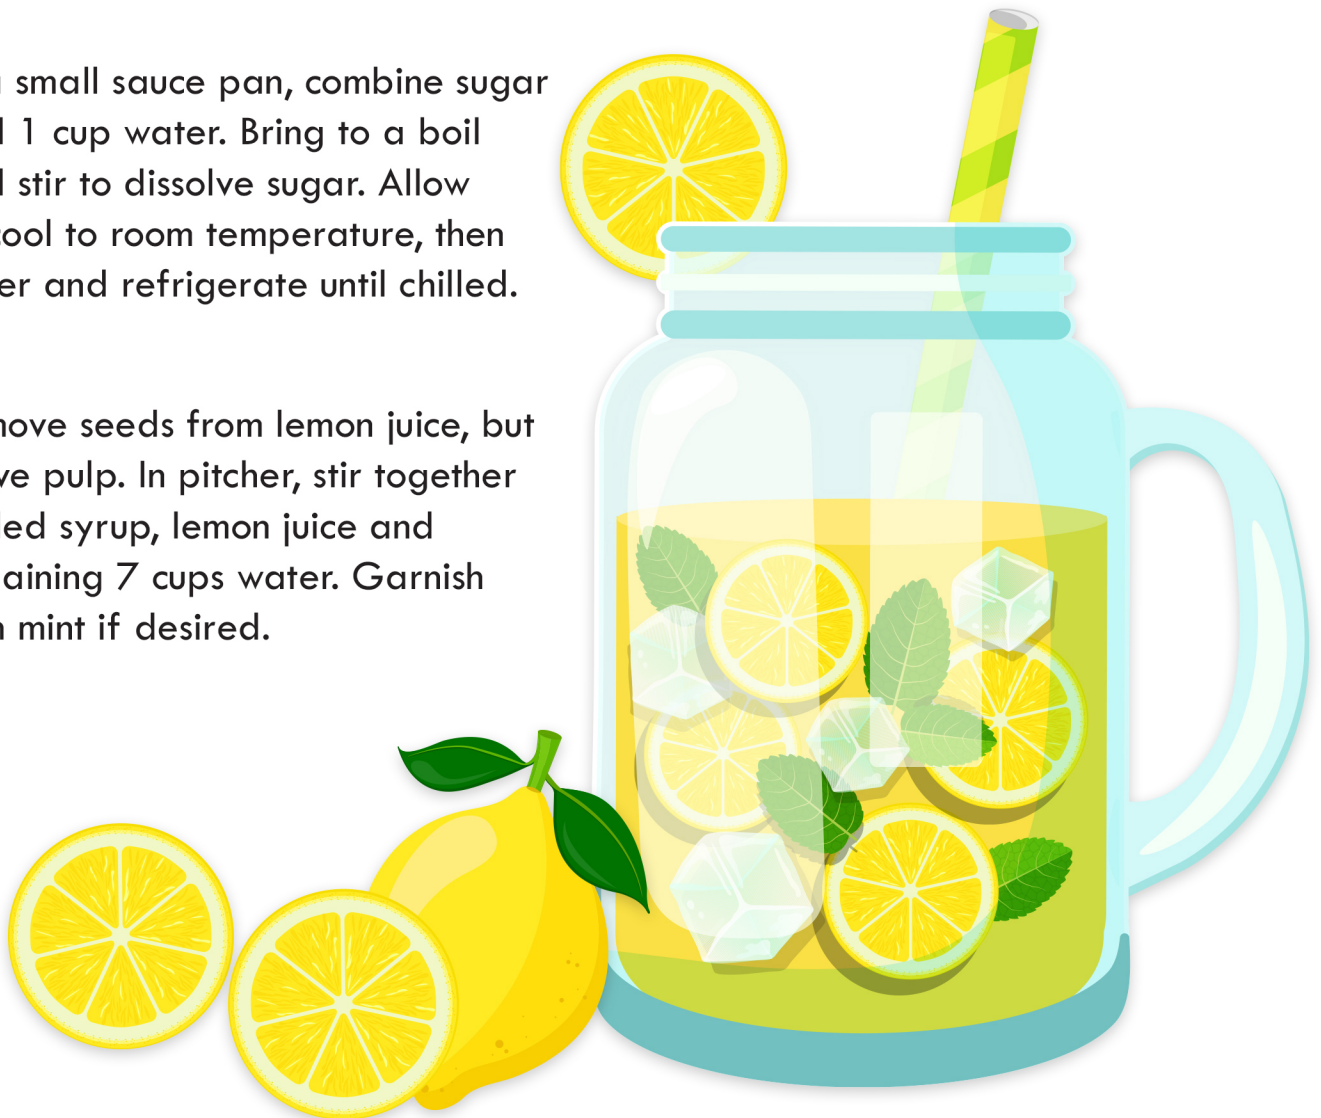 small sauce pan, combine sugar
1 cup water. Bring to a boil
stir to dissolve sugar. Allow
ool to room temperature, then
er and refrigerate until chilled.
move seeds from lemon juice, but
ve pulp. In pitcher, stir together
led syrup, lemon juice and
aining 7 cups water. Garnish
mint if desired.